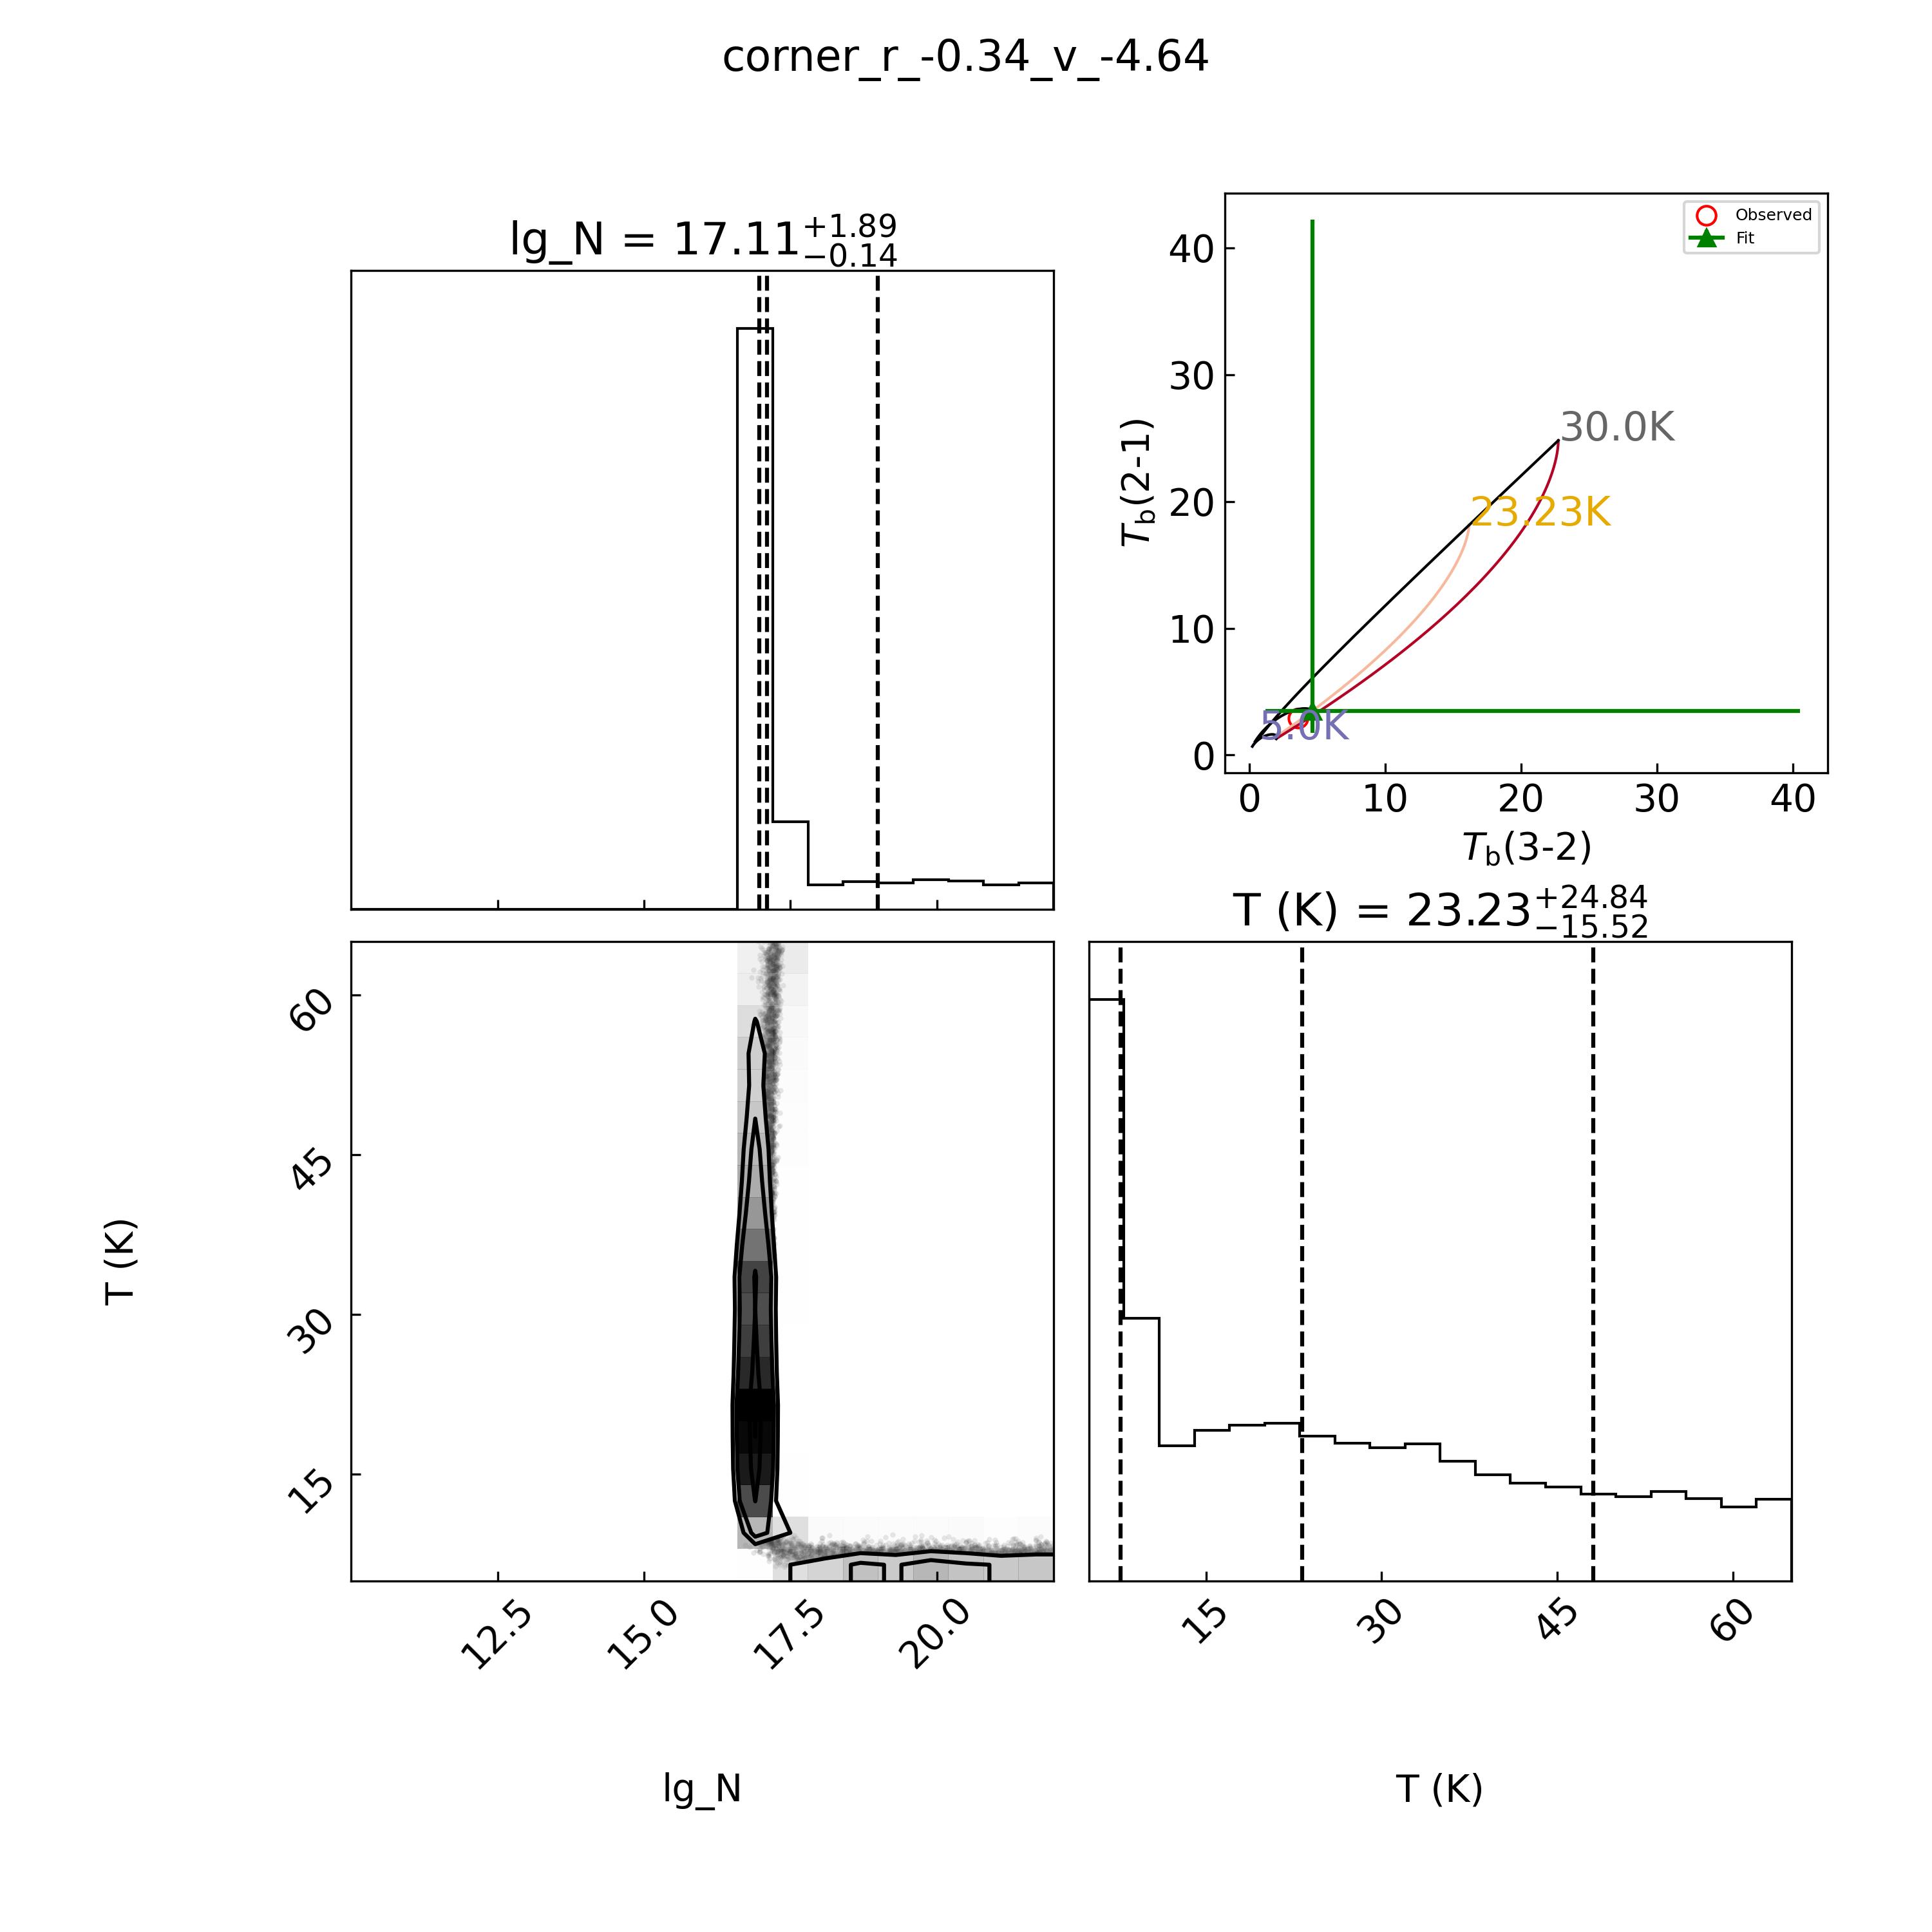 corner_r_-0.34_v_-4.64
lg_N = 17.11+1.89−0.14
Observed
Fit
40
30
20
10
0
30.0K
23.23K
5.0K
Tb(2-1)
0 10 20 30 40
Tb(3-2)
T (K) = 23.23+24.84−15.52
60
45
30
15
T (K)
12.5 15.0 17.5 20.0
15 30 45 60
lg_N
T (K)